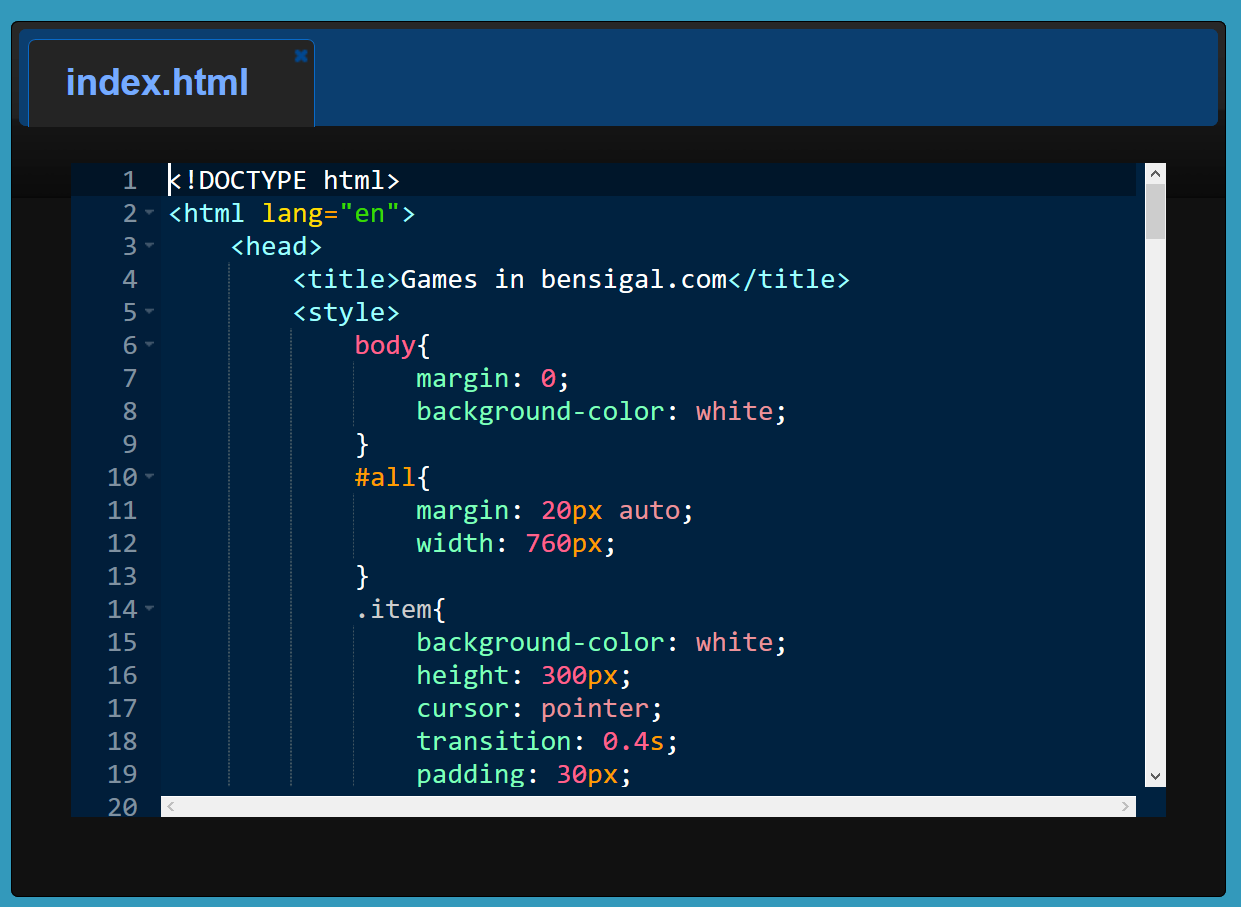 index.html
1 <!DOCTYPE html>
2 <html lang="en">
3     <head>
4         <title>Games in bensigal.com</title>
5         <style>
6             body{
7                 margin: 0;
8                 background-color: white;
9             }
10             #all{
11                 margin: 20px auto;
12                 width: 760px;
13             }
14             .item{
15                 background-color: white;
16                 height: 300px;
17                 cursor: pointer;
18                 transition: 0.4s;
19                 padding: 30px;
20